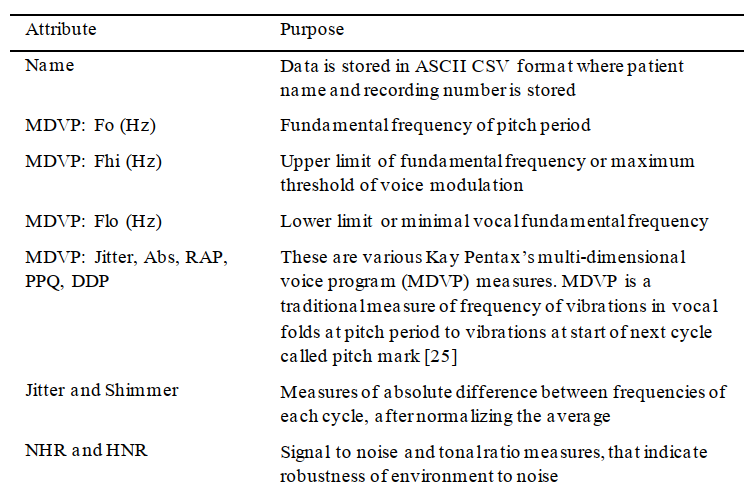 Attribute Purpose
Name Data is stored in ASCII CSV format where patient
name and recording number is stored
MDVP: Fo (Hz) Fundamental frequency of pitch period
MDVP: Fhi (Hz) Upper limit of fundamental frequency or maximum
threshold of voice modulation
MDVP: Flo (Hz) Lower limit or minimal vocal fundamental frequency
MDVP: Jitter, Abs, RAP, These are various Kay Pentax's multi-dimensional
PPQ, DDP voice program (MDVP) measures. MDVP is a
traditional measure of frequency of vibrations in vocal
folds at pitch period to vibrations at start of next cycle
called pitch mark [25]
Jitter and Shimmer Measures of absolute difference between frequencies of
each cycle, after normalizing the average
NHR and HNR Signal to noise and tonal ratio measures, that indicate
robustness of environment to noise